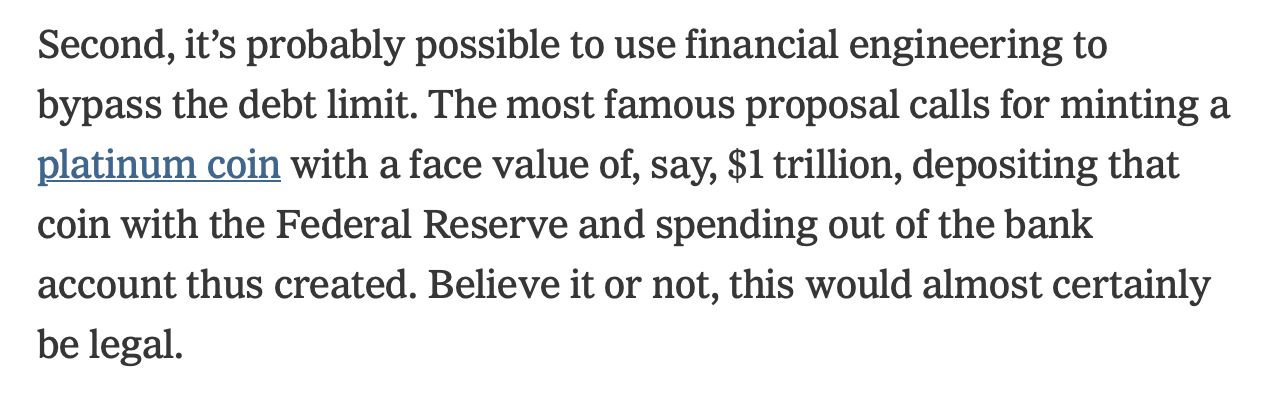 Second, it’s probably possible to use financial engineering to
bypass the debt limit. The most famous proposal calls for minting a
platinum coin with a face value of, say, $1 trillion, depositing that
coin with the Federal Reserve and spending out of the bank
account thus created. Believe it or not, this would almost certainly
be legal.